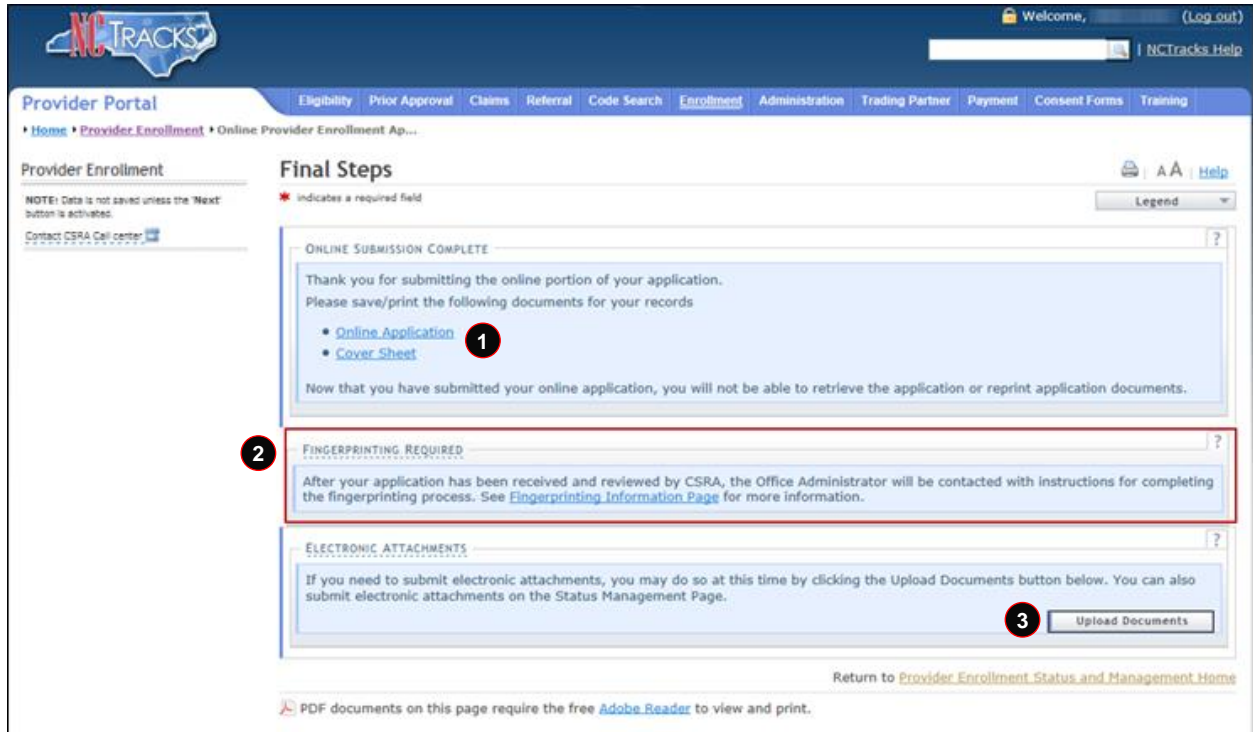 Welcome, (Log out)
NCTRACKS
| NCTracks Help
Provider Portal
Eligibility Prior Approval Claims Referral Code Search Enrollment Administration Trading Partner Payment Consent Forms Training
Home Provider Enrollment Online Provider Enrollment Ap...
Provider Enrollment
NOTE: Data is not saved unless the 'Next'
button is activated.
Contact CSRA Call center
Final Steps
A A | Help
* indicates a required field
Legend
ONLINE SUBMISSION COMPLETE
?
Thank you for submitting the online portion of your application.
Please save/print the following documents for your records
• Online Application
1
• Cover Sheet
Now that you have submitted your online application, you will not be able to retrieve the application or reprint application documents.
2
FINGERPRINTING REQUIRED
?
After your application has been received and reviewed by CSRA, the Office Administrator will be contacted with instructions for completing
the fingerprinting process. See Fingerprinting Information Page for more information.
ELECTRONIC ATTACHMENTS
?
If you need to submit electronic attachments, you may do so at this time by clicking the Upload Documents button below. You can also
submit electronic attachments on the Status Management Page.
3
Upload Documents
Return to Provider Enrollment Status and Management Home
PDF documents on this page require the free Adobe Reader to view and print.